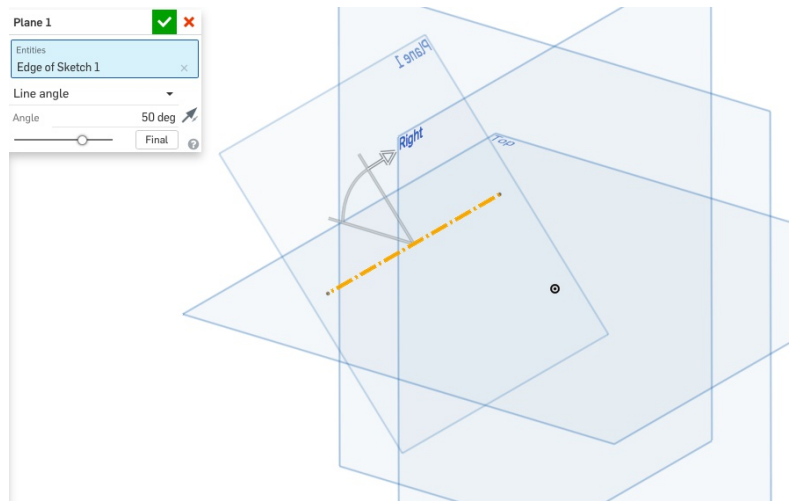 Plane 1
Entities
Edge of Sketch 1
Line angle
Angle 50 deg
Final
Plane 1
Right
Top